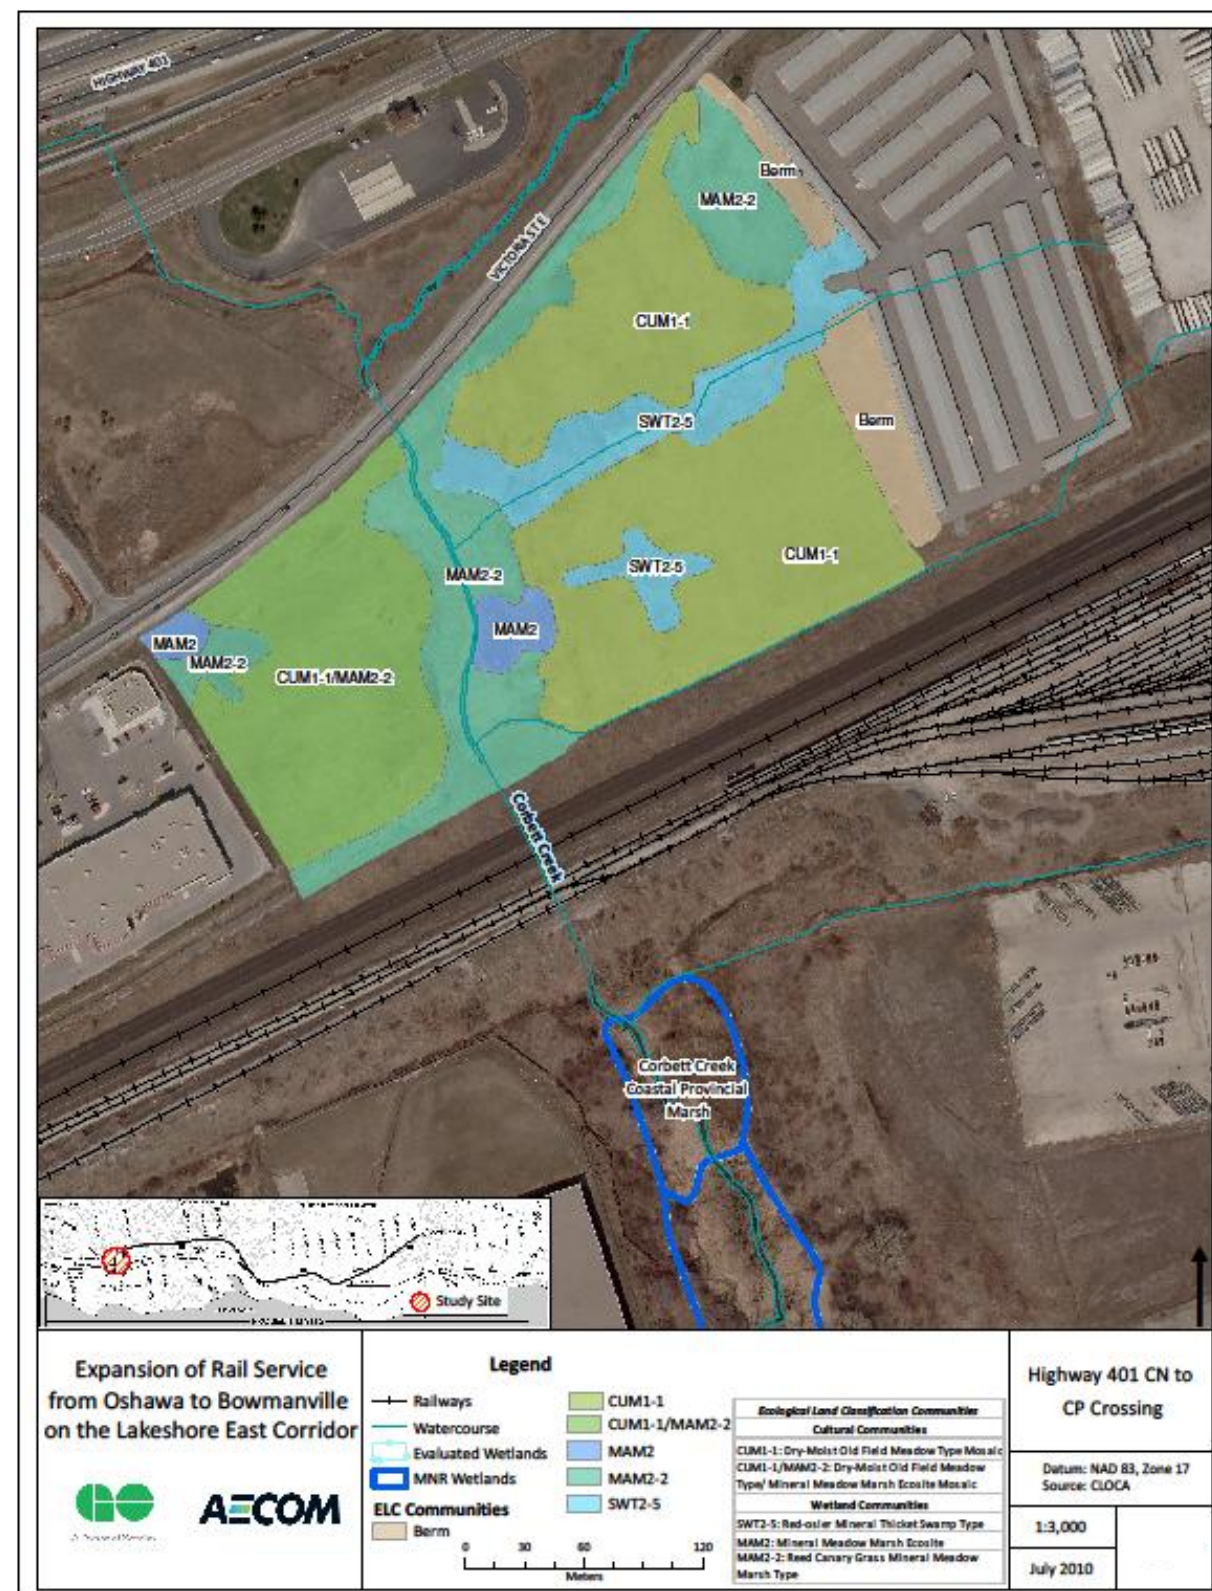 HIGHWAY 401
VICTORIA ST E
Berm
MAM2-2
CUM1-1
SWT2-5
Berm
CUM1-1
SWT2-5
MAM2-2
MAM2
MAM2
MAM2-2
CUM1-1/MAM2-2
Corbett Creek
Corbett Creek
Coastal Provincial
Marsh
Study Site
Expansion of Rail Service
from Oshawa to Bowmanville
on the Lakeshore East Corridor
GO
AECOM
Legend
Railways
Watercourse
Evaluated Wetlands
MNR Wetlands
ELC Communities
Berm
CUM1-1
CUM1-1/MAM2-2
MAM2
MAM2-2
SWT2-5
0 30 60 120
Meters
Ecological Land Classification Communities
Cultural Communities
CUM1-1: Dry-Moist Old Field Meadow Type Mosaic
CUM1-1/MAM2-2: Dry-Moist Old Field Meadow
Type/ Mineral Meadow Marsh Ecosite Mosaic
Wetland Communities
SWT2-5: Red-osier Mineral Thicket Swamp Type
MAM2: Mineral Meadow Marsh Ecosite
MAM2-2: Reed Canary Grass Mineral Meadow
Marsh Type
Highway 401 CN to
CP Crossing
Datum: NAD 83, Zone 17
Source: CLOCA
1:3,000
July 2010